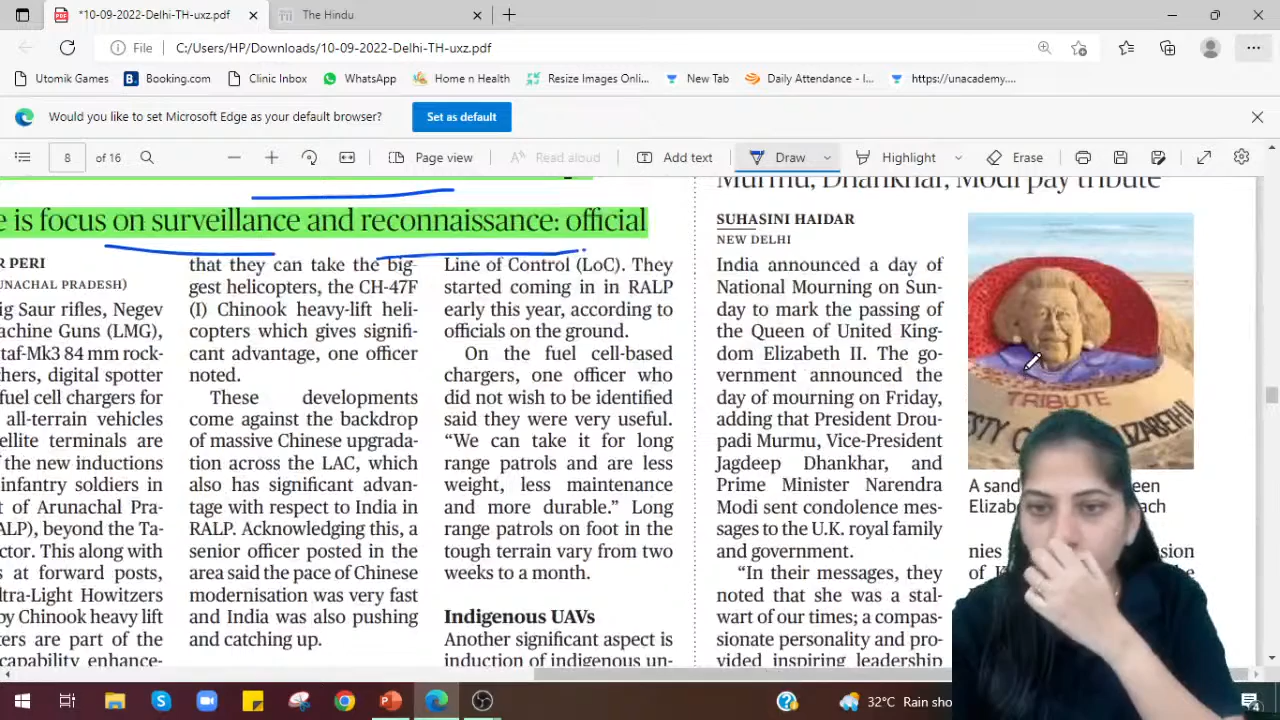 *10-09-2022-Delhi-TH-uxz.pdf
The Hindu
File
C:/Users/HP/Downloads/10-09-2022-Delhi-TH-uxz.pdf
Utomik Games
Booking.com
Clinic Inbox
WhatsApp
Home n Health
Resize Images Onli...
New Tab
Daily Attendance - I...
https://unacademy....
Would you like to set Microsoft Edge as your default browser?
Set as default
8
of 16
Page view
Read aloud
Add text
Draw
Highlight
Erase
e is focus on surveillance and reconnaissance: official
R PERI
UNACHAL PRADESH)
ig Saur rifles, Negev
achine Guns (LMG),
taf-Mk3 84 mm rock-
hers, digital spotter
fuel cell chargers for
all-terrain vehicles
ellite terminals are
f the new inductions
infantry soldiers in
t of Arunachal Pra-
ALP), beyond the Ta-
ctor. This along with
s at forward posts,
ltra-Light Howitzers
by Chinook heavy lift
ters are part of the
capability enhance-
that they can take the big-
gest helicopters, the CH-47F
(I) Chinook heavy-lift heli-
copters which gives signifi-
cant advantage, one officer
noted.
These developments
come against the backdrop
of massive Chinese upgrada-
tion across the LAC, which
also has significant advan-
tage with respect to India in
RALP. Acknowledging this, a
senior officer posted in the
area said the pace of Chinese
modernisation was very fast
and India was also pushing
and catching up.
Line of Control (LoC). They
started coming in in RALP
early this year, according to
officials on the ground.
On the fuel cell-based
chargers, one officer who
did not wish to be identified
said they were very useful.
“We can take it for long
range patrols and are less
weight, less maintenance
and more durable.” Long
range patrols on foot in the
tough terrain vary from two
weeks to a month.
Indigenous UAVs
Another significant aspect is
induction of indigenous un-
Murmu, Dhankhar, Modi pay tribute
SUHASINI HAIDAR
NEW DELHI
India announced a day of
National Mourning on Sun-
day to mark the passing of
the Queen of United King-
dom Elizabeth II. The go-
vernment announced the
day of mourning on Friday,
adding that President Drou-
padi Murmu, Vice-President
Jagdeep Dhankhar, and
Prime Minister Narendra
Modi sent condolence mes-
sages to the U.K. royal family
and government.
“In their messages, they
noted that she was a stal-
wart of our times; a compas-
sionate personality and pro-
vided inspiring leadership
TRIBUTE
A sand
een
Elizabe
ach
nies
sion
of K
32°C Rain sho
4